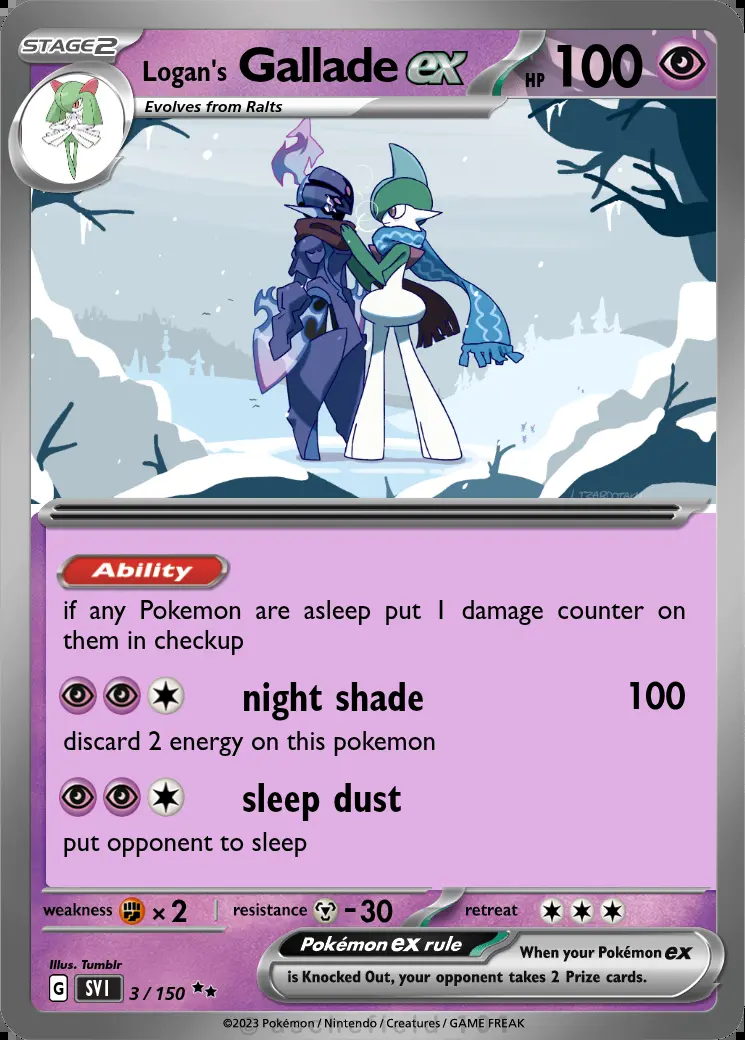 STAGE2
Logan's Gallade ex HP 100
Evolves from Ralts
Ability
if any Pokemon are asleep put 1 damage counter on
them in checkup
night shade 100
discard 2 energy on this pokemon
sleep dust
put opponent to sleep
weakness ×2 resistance -30 retreat
Pokémon ex rule
When your Pokémon ex
is Knocked Out, your opponent takes 2 Prize cards.
Illus. Tumblr
G SVI 3 / 150
©2023 Pokémon / Nintendo / Creatures / GAME FREAK